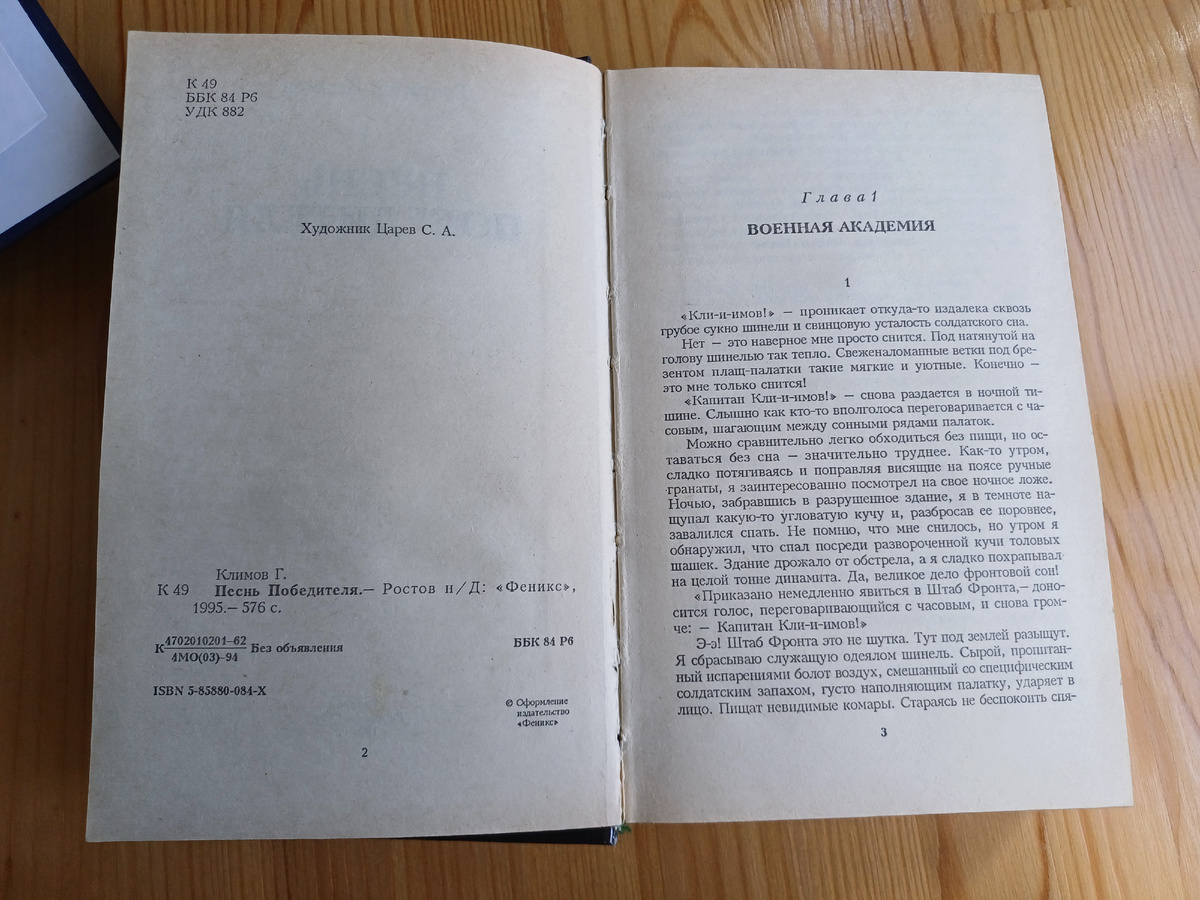 К 49
ББК 84 Р6
УДК 882
Художник Царев С. А.
Климов Г.
К 49 Песнь Победителя.— Ростов н/Д: «Феникс»,
1995.— 576 с.
К 4702010201–62
4МО(03)–94
Без объявления
ББК 84 Р6
ISBN 5-85880-084-X
© Оформление
издательство
«Феникс»
2
Глава 1
ВОЕННАЯ АКАДЕМИЯ
1
«Кли-и-имов!» — проникает откуда-то издалека сквозь
грубое сукно шинели и свинцовую усталость солдатского сна.
Нет — это наверное мне просто снится. Под натянутой на
голову шинелью так тепло. Свеженаломанные ветки под бре-
зентом плащ-палатки такие мягкие и уютные. Конечно —
это мне только снится!
«Капитан Кли-и-имов!» — снова раздается в ночной ти-
шине. Слышно как кто-то вполголоса переговаривается с ча-
совым, шагающим между сонными рядами палаток.
Можно сравнительно легко обходиться без пищи, но ос-
таваться без сна — значительно труднее. Как-то утром,
сладко потягиваясь и поправляя висящие на поясе ручные
гранаты, я заинтересованно посмотрел на свое ночное ложе.
Ночью, забравшись в разрушенное здание, я в темноте на-
щупал какую-то угловатую кучу и, разбросав ее поровнее,
завалился спать. Не помню, что мне снилось, но утром я
обнаружил, что спал посреди развороченной кучи толовых
шашек. Здание дрожало от обстрела, а я сладко похрапывал
на целой тонне динамита. Да, великое дело фронтовой сон!
«Приказано немедленно явиться в Штаб Фронта,— доно-
сится голос, переговаривающийся с часовым, и снова гром-
че: — Капитан Кли-и-имов!»
Э-э! Штаб Фронта это не шутка. Тут под землей разыщут.
Я сбрасываю служащую одеялом шинель. Сырой, пропитан-
ный испарениями болот воздух, смешанный со специфическим
солдатским запахом, густо наполняющим палатку, ударяет в
лицо. Пищат невидимые комары. Стараясь не беспокоить спя-
3